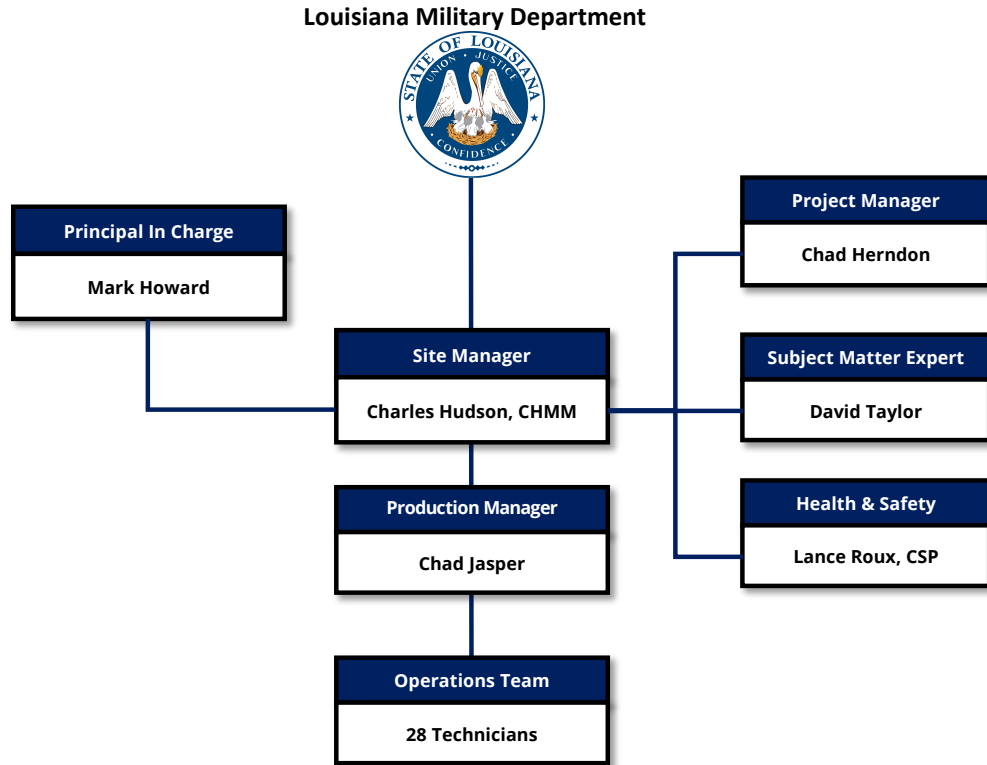 Louisiana Military Department
STATE OF LOUISIANA
UNION · JUSTICE
· CONFIDENCE ·
Principal In Charge
Mark Howard
Project Manager
Chad Herndon
Site Manager
Charles Hudson, CHMM
Subject Matter Expert
David Taylor
Production Manager
Chad Jasper
Health & Safety
Lance Roux, CSP
Operations Team
28 Technicians